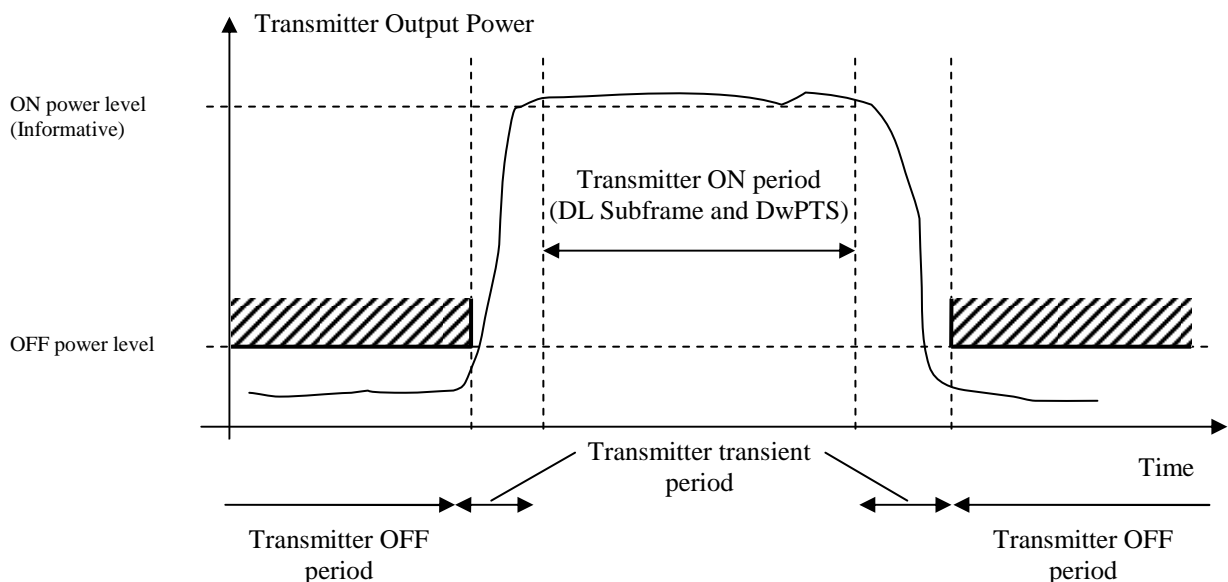 Transmitter Output Power
ON power level
(Informative)
Transmitter ON period
(DL Subframe and DwPTS)
OFF power level
Transmitter transient
period
Time
Transmitter OFF
period
Transmitter OFF
period